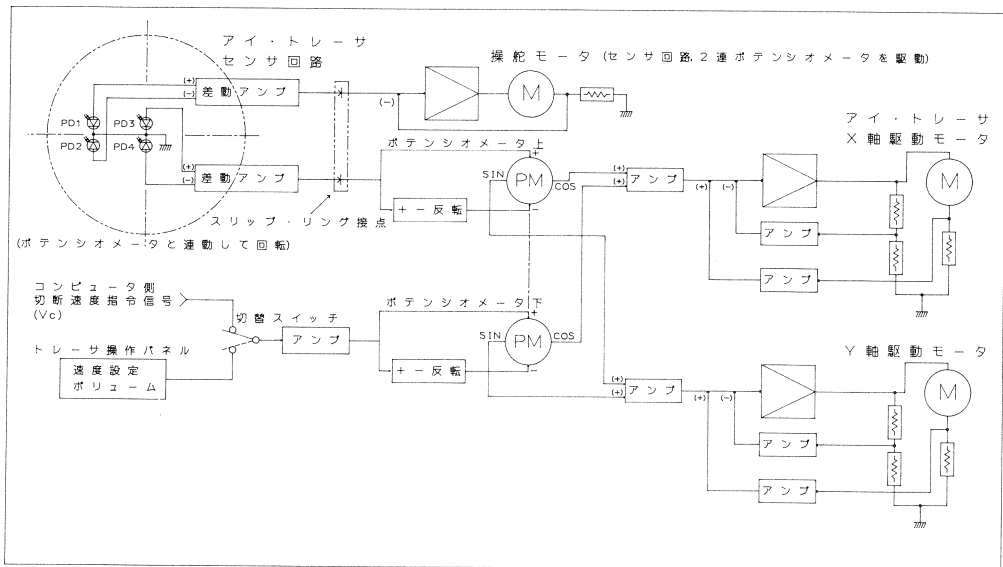 アイ・トレーサ
センサ回路
操舵モータ (センサ回路,2連ポテンシオメータを駆動)
(+)
(-)
差動アンプ
(-)
M
PD1
PD3
PD2
PD4
(+)
(-)
差動アンプ
スリップ・リング接点
(ポテンシオメータと連動して回転)
ポテンシオメータ上
+
SIN
PM
COS
-
+-反転
(+)
(+)
アンプ
(+)
(-)
アイ・トレーサ
X軸駆動モータ
M
アンプ
アンプ
コンピュータ側
切断速度指令信号
(Vc)
切替スイッチ
アンプ
トレーサ操作パネル
速度設定
ボリューム
ポテンシオメータ下
+
SIN
PM
COS
-
+-反転
(+)
(+)
アンプ
(+)
(-)
Y軸駆動モータ
M
アンプ
アンプ